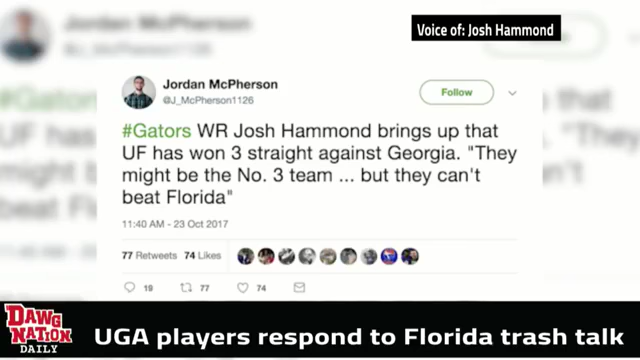 Voice of: Josh Hammond
Jordan McPherson
@J_McPherson1126
Follow
#Gators WR Josh Hammond brings up that
UF has won 3 straight against Georgia. "They
might be the No. 3 team ... but they can't
beat Florida"
11:40 AM - 23 Oct 2017
77 Retweets 74 Likes
19 77 74
DAWG
NATION
DAILY
UGA players respond to Florida trash talk